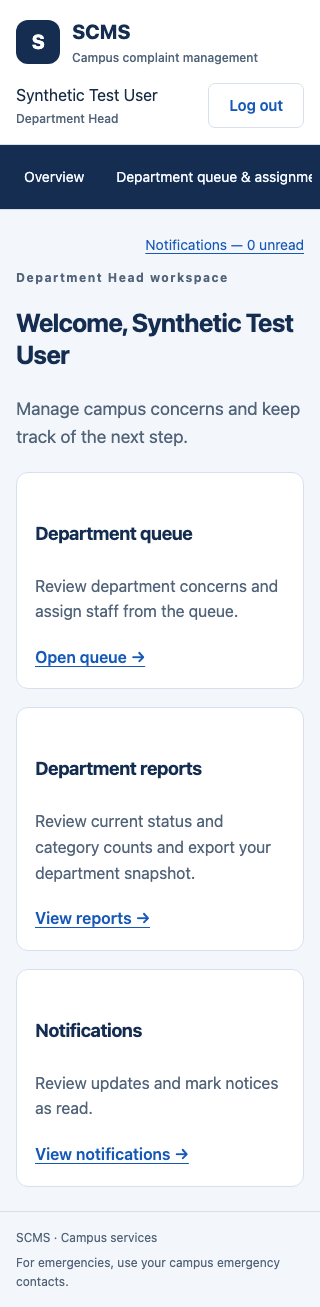 S
SCMS
Campus complaint management
Synthetic Test User
Department Head
Log out
Overview
Department queue & assignme
Notifications — 0 unread
Department Head workspace
Welcome, Synthetic Test
User
Manage campus concerns and keep
track of the next step.
Department queue
Review department concerns and
assign staff from the queue.
Open queue →
Department reports
Review current status and
category counts and export your
department snapshot.
View reports →
Notifications
Review updates and mark notices
as read.
View notifications →
SCMS · Campus services
For emergencies, use your campus emergency
contacts.